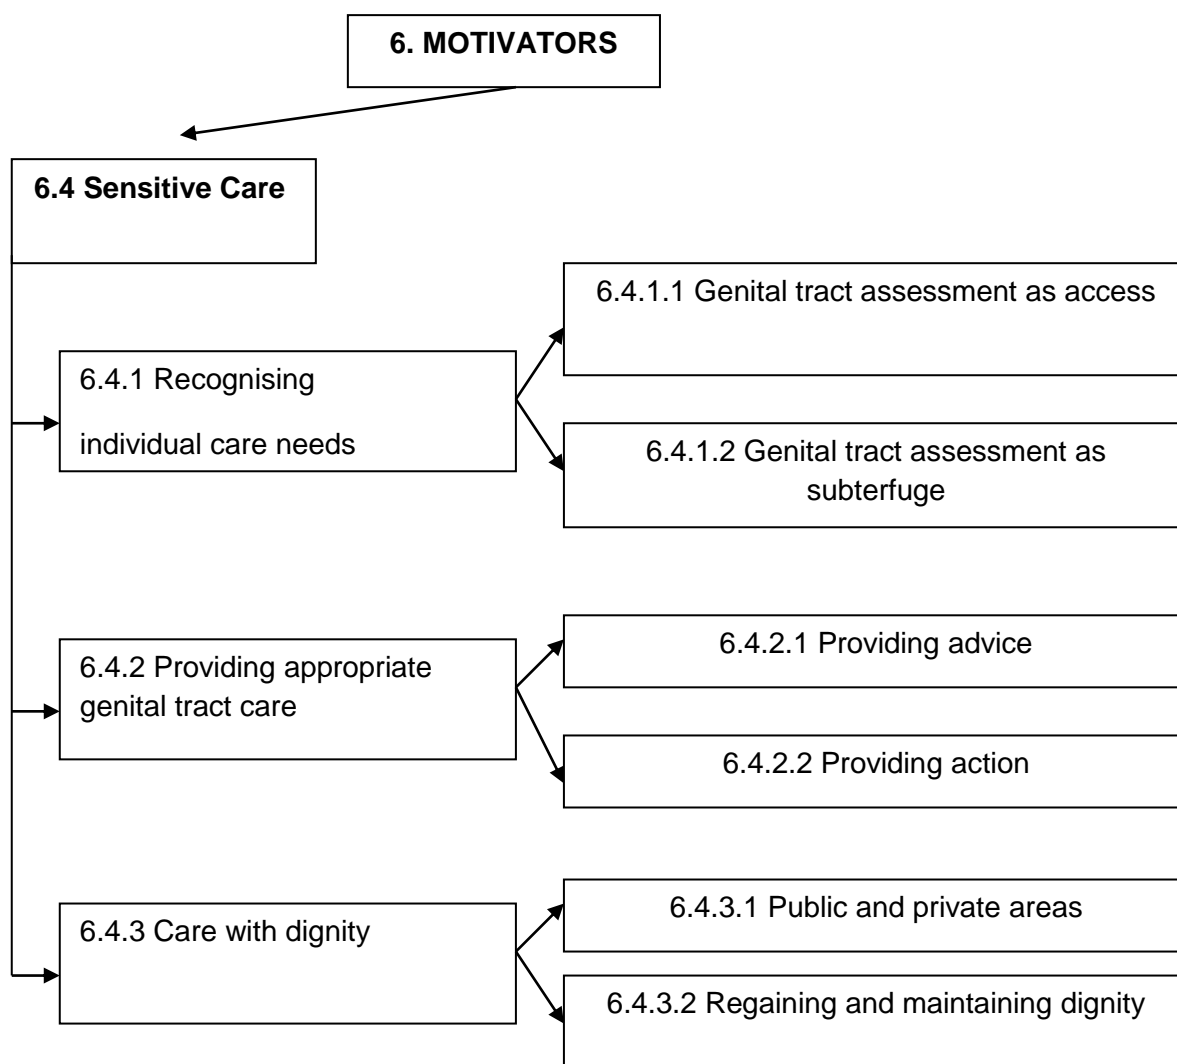 6. MOTIVATORS
6.4 Sensitive Care
6.4.1 Recognising
individual care needs
6.4.1.1 Genital tract assessment as access
6.4.1.2 Genital tract assessment as
subterfuge
6.4.2 Providing appropriate
genital tract care
6.4.2.1 Providing advice
6.4.2.2 Providing action
6.4.3 Care with dignity
6.4.3.1 Public and private areas
6.4.3.2 Regaining and maintaining dignity